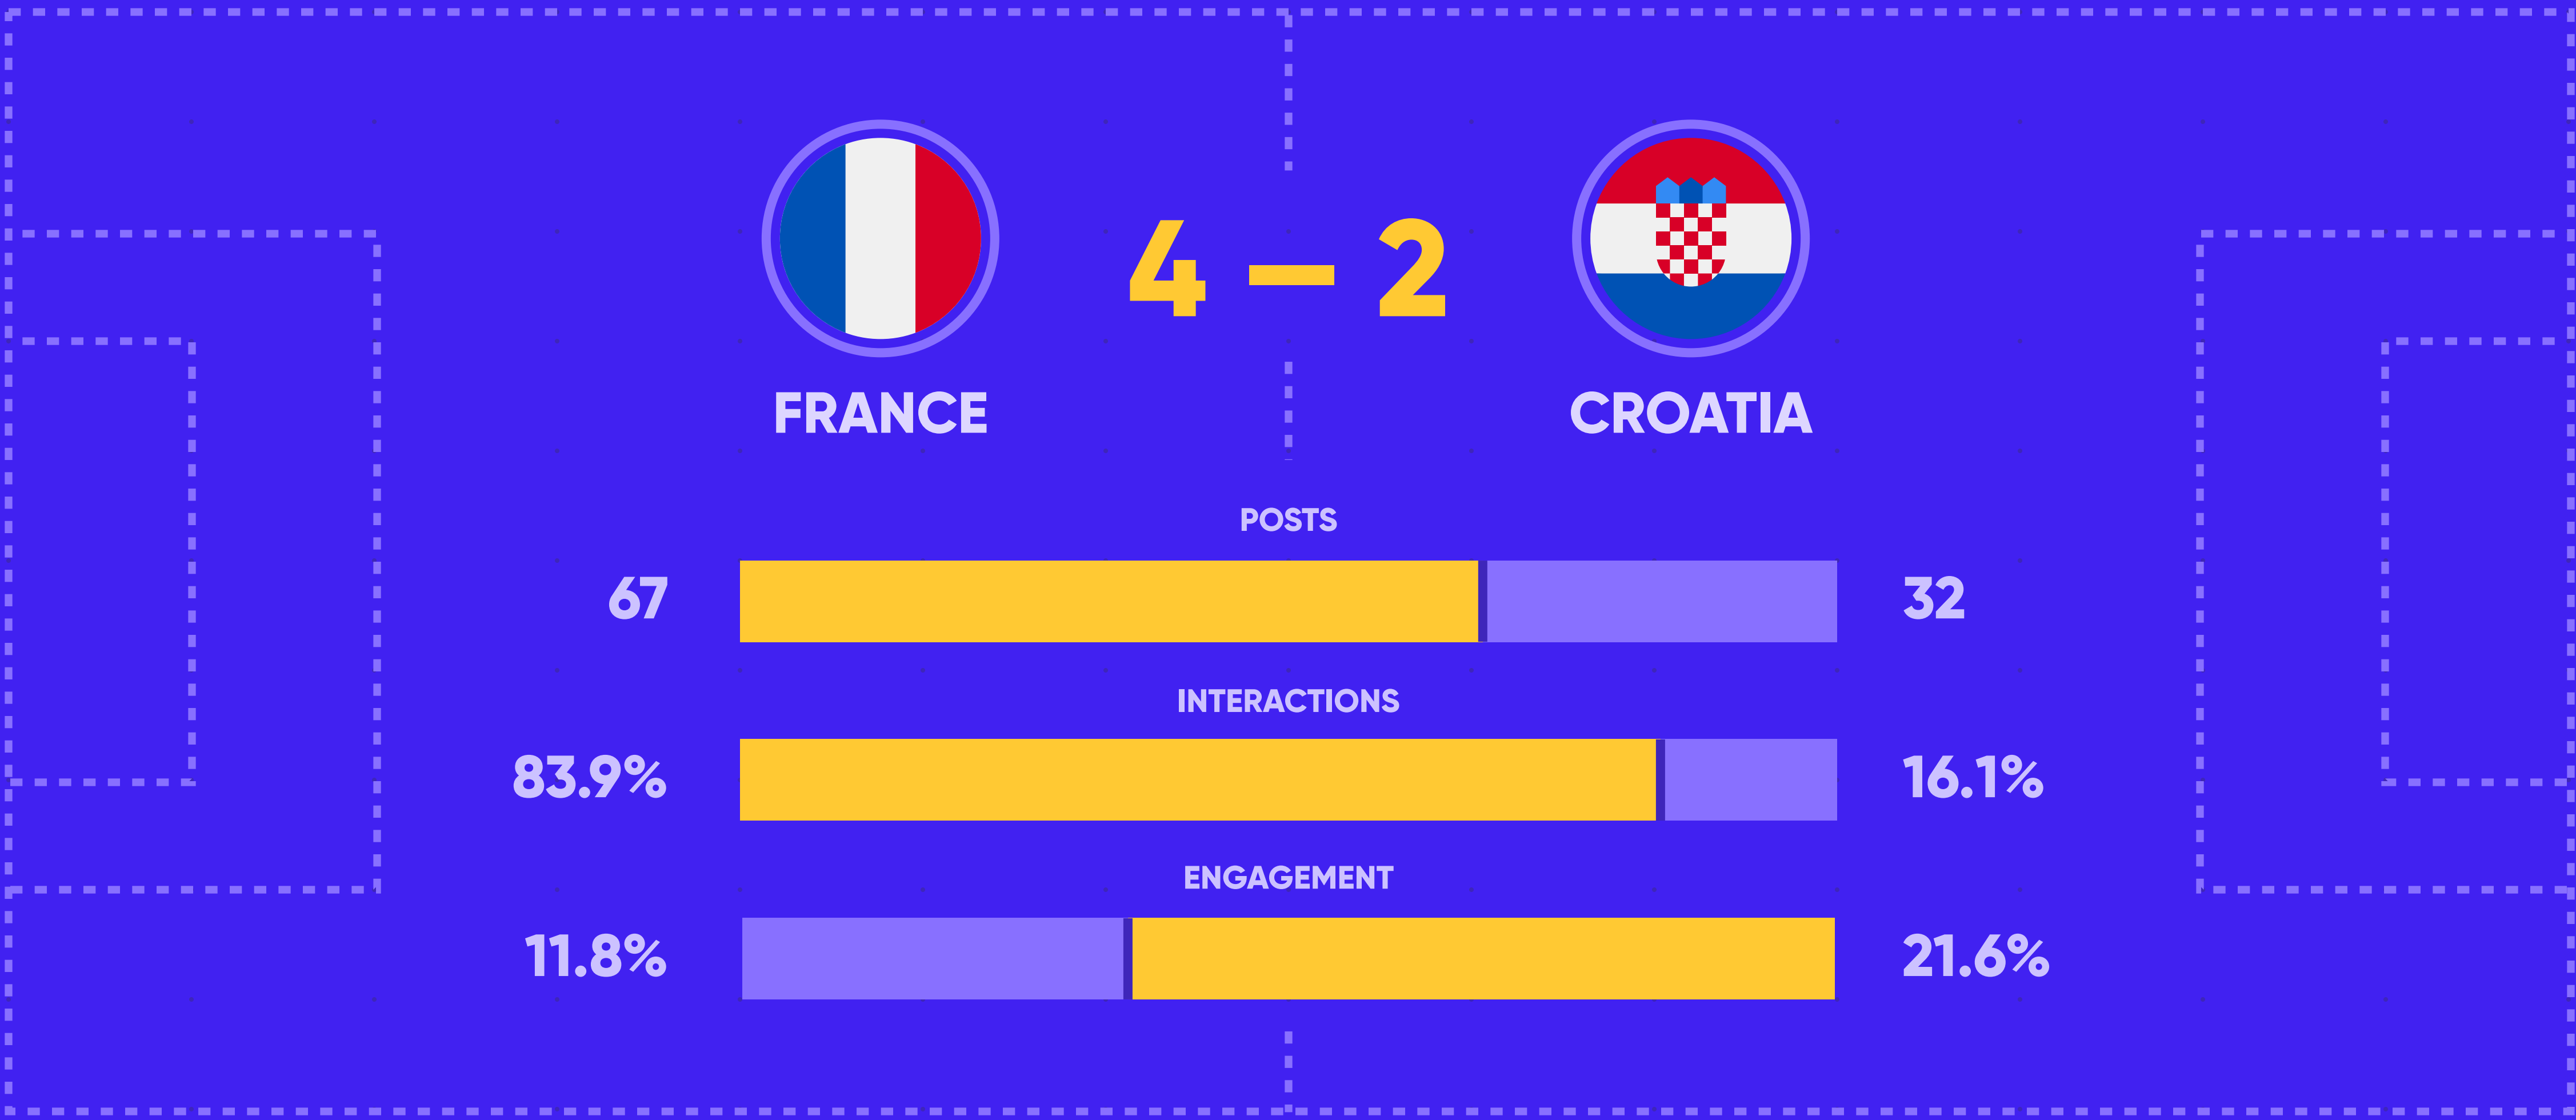 4 – 2
FRANCE
CROATIA
POSTS
67
32
INTERACTIONS
83.9%
16.1%
ENGAGEMENT
11.8%
21.6%